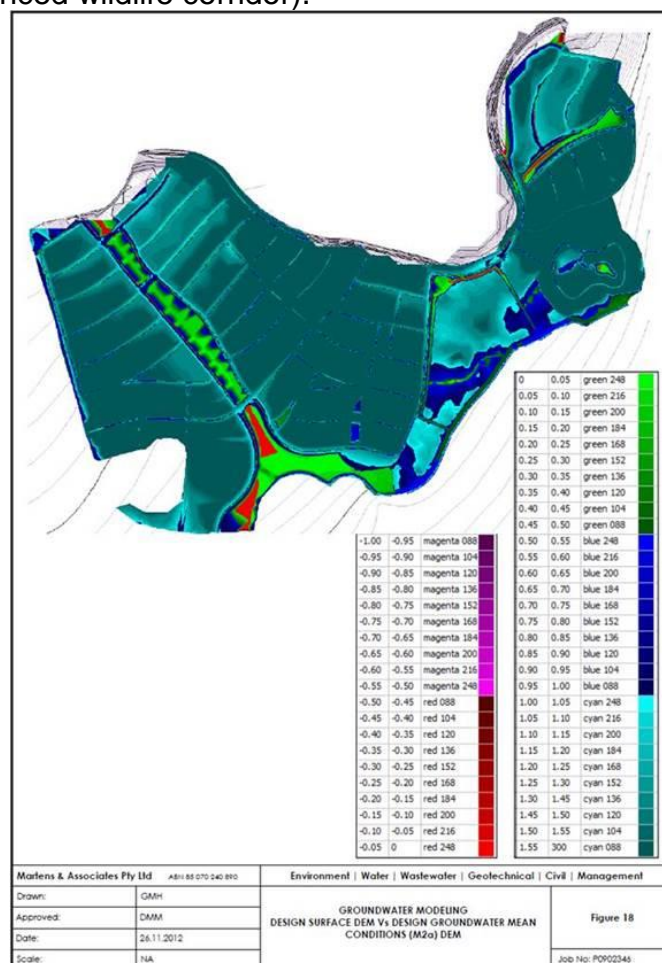 enced wildlife corridor).
0 0.05 green 248
0.05 0.10 green 216
0.10 0.15 green 200
0.15 0.20 green 184
0.20 0.25 green 168
0.25 0.30 green 152
0.30 0.35 green 136
0.35 0.40 green 120
0.40 0.45 green 104
0.45 0.50 green 088
0.50 0.55 blue 248
0.55 0.60 blue 216
0.60 0.65 blue 200
0.65 0.70 blue 184
0.70 0.75 blue 168
0.75 0.80 blue 152
0.80 0.85 blue 136
0.85 0.90 blue 120
0.90 0.95 blue 104
0.95 1.00 blue 088
1.00 1.05 cyan 248
1.05 1.10 cyan 216
1.10 1.15 cyan 200
1.15 1.20 cyan 184
1.20 1.25 cyan 168
1.25 1.30 cyan 152
1.30 1.45 cyan 136
1.45 1.50 cyan 120
1.50 1.55 cyan 104
1.55 300 cyan 088
-1.00 -0.95 magenta 088
-0.95 -0.90 magenta 104
-0.90 -0.85 magenta 120
-0.85 -0.80 magenta 136
-0.80 -0.75 magenta 152
-0.75 -0.70 magenta 168
-0.70 -0.65 magenta 184
-0.65 -0.60 magenta 200
-0.60 -0.55 magenta 216
-0.55 -0.50 magenta 248
-0.50 -0.45 red 088
-0.45 -0.40 red 104
-0.40 -0.35 red 120
-0.35 -0.30 red 136
-0.30 -0.25 red 152
-0.25 -0.20 red 168
-0.20 -0.15 red 184
-0.15 -0.10 red 200
-0.10 -0.05 red 216
-0.05 0 red 248
Martens & Associates Pty Ltd ABN 85 070 240 890
Environment | Water | Wastewater | Geotechnical | Civil | Management
Drawn: GMH
Approved: DMM
Date: 26.11.2012
Scale: NA
GROUNDWATER MODELING
DESIGN SURFACE DEM Vs DESIGN GROUNDWATER MEAN
CONDITIONS (M2a) DEM
Figure 18
Job No: P0902346